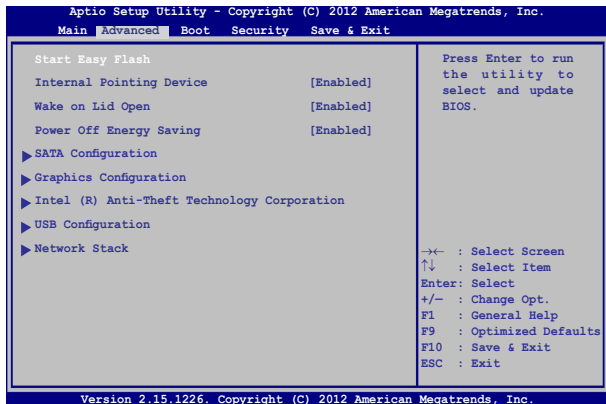 Aptio Setup Utility - Copyright (C) 2012 American Megatrends, Inc.
Main Advanced Boot Security Save & Exit
Start Easy Flash
Internal Pointing Device [Enabled]
Wake on Lid Open [Enabled]
Power Off Energy Saving [Enabled]
SATA Configuration
Graphics Configuration
Intel (R) Anti-Theft Technology Corporation
USB Configuration
Network Stack
Press Enter to run
the utility to
select and update
BIOS.
→← : Select Screen
↑↓ : Select Item
Enter: Select
+/— : Change Opt.
F1 : General Help
F9 : Optimized Defaults
F10 : Save & Exit
ESC : Exit
Version 2.15.1226. Copyright (C) 2012 American Megatrends, Inc.